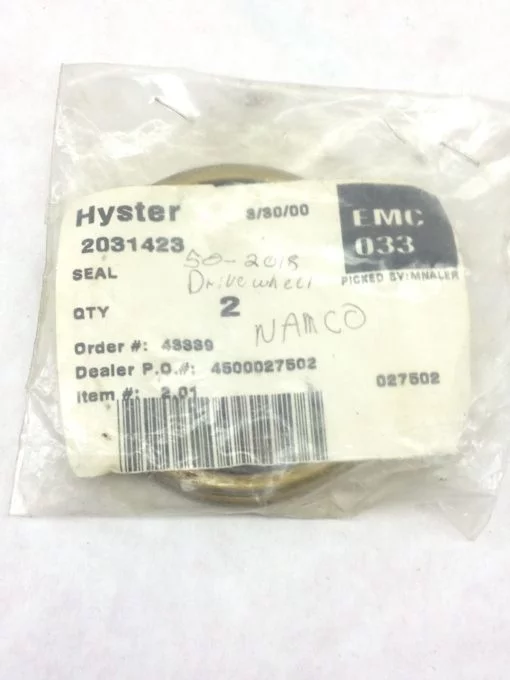 Hyster 3/30/00 EMC
2031423 50-2018 033
SEAL Drive wheel PICKED BY: MNALER
QTY 2
NAMCO
Order #: 43339
Dealer P.O.#: 4500027502
027502
Item #: 2.01